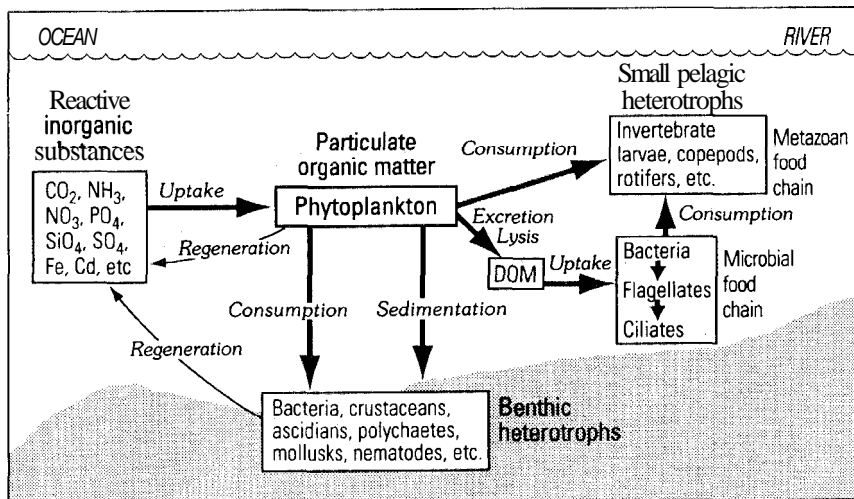 OCEAN
RIVER
Reactive
inorganic
substances
CO2, NH3,
NO3, PO4,
SiO4, SO4,
Fe, Cd, etc
Uptake
Regeneration
Particulate
organic matter
Phytoplankton
Consumption
Small pelagic
heterotrophs
Invertebrate
larvae, copepods,
rotifers, etc.
Metazoan
food
chain
Excretion
Lysis
DOM
Uptake
Consumption
Bacteria
Flagellates
Ciliates
Microbial
food
chain
Consumption
Sedimentation
Regeneration
Bacteria, crustaceans,
ascidians, polychaetes,
mollusks, nematodes, etc.
Benthic
heterotrophs